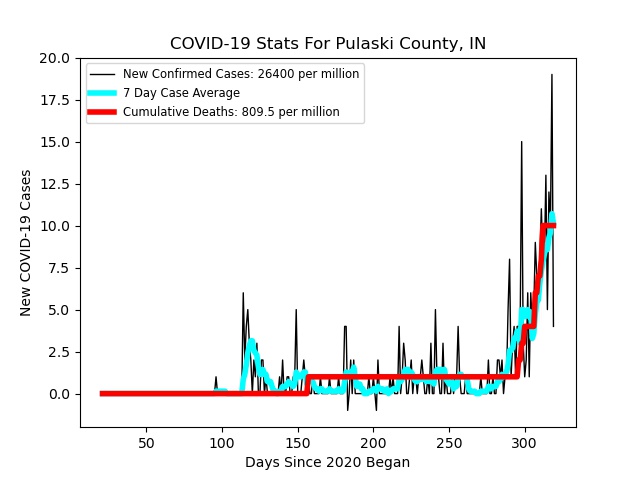 COVID-19 Stats For Pulaski County, IN
New Confirmed Cases: 26400 per million
7 Day Case Average
Cumulative Deaths: 809.5 per million
New COVID-19 Cases
20.0
17.5
15.0
12.5
10.0
7.5
5.0
2.5
0.0
50 100 150 200 250 300
Days Since 2020 Began